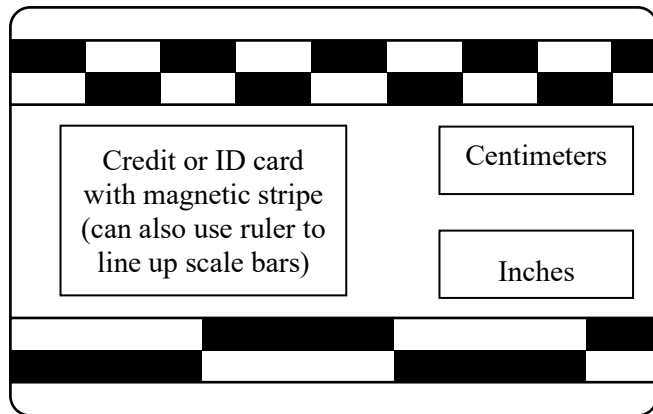 Credit or ID card
with magnetic stripe
(can also use ruler to
line up scale bars)
Centimeters
Inches